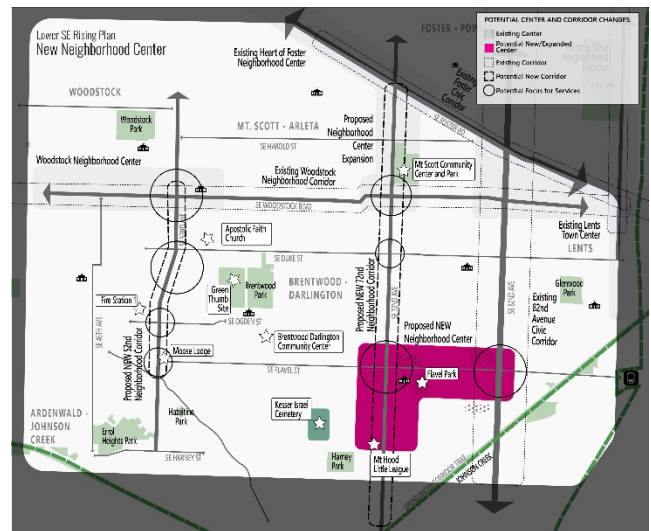 Lower SE Rising Plan
New Neighborhood Center
POTENTIAL CENTER AND CORRIDOR CHANGES:
Existing Center
Potential New/Expanded
Center
Existing Corridor
Potential New Corridor
Potential Focus for Services
FOSTER - POW
Existing Heart of Foster
Neighborhood Center
Existing
Foster
Civic
Corridor
WOODSTOCK
Woodstock
Park
MT. SCOTT - ARLETA
SE HAROLD ST
SE FOSTER RD
Proposed
Neighborhood
Center
Expansion
Mt Scott Community
Center and Park
Woodstock Neighborhood Center
Existing Woodstock
Neighborhood Corridor
SE WOODSTOCK BLVD
Existing Lents
Town Center
LENTS
Apostolic Faith
Church
SE DUKE ST
Green
Thumb
Site
Brentwood
Park
BRENTWOOD -
DARLINGTON
Glenwood
Park
Fire Station
SE OGDEN ST
Brentwood Darlington
Community Center
SE 45TH AVE
Proposed NEW 52nd
Neighborhood Corridor
Proposed NEW 72nd
Neighborhood Corridor
SE 72ND AVE
SE 82ND AVE
Existing
82nd
Avenue
Civic
Corridor
Proposed NEW
Neighborhood Center
Moose Lodge
SE FLAVEL ST
Flavel Park
ARDENWALD -
JOHNSON
CREEK
Hazeltine
Park
Errol
Heights Park
Kesser Israel
Cemetery
SE HARNEY ST
Harney
Park
Mt Hood
Little League
SPRINGWATER CORRIDOR TRAIL
JOHNSON CREEK